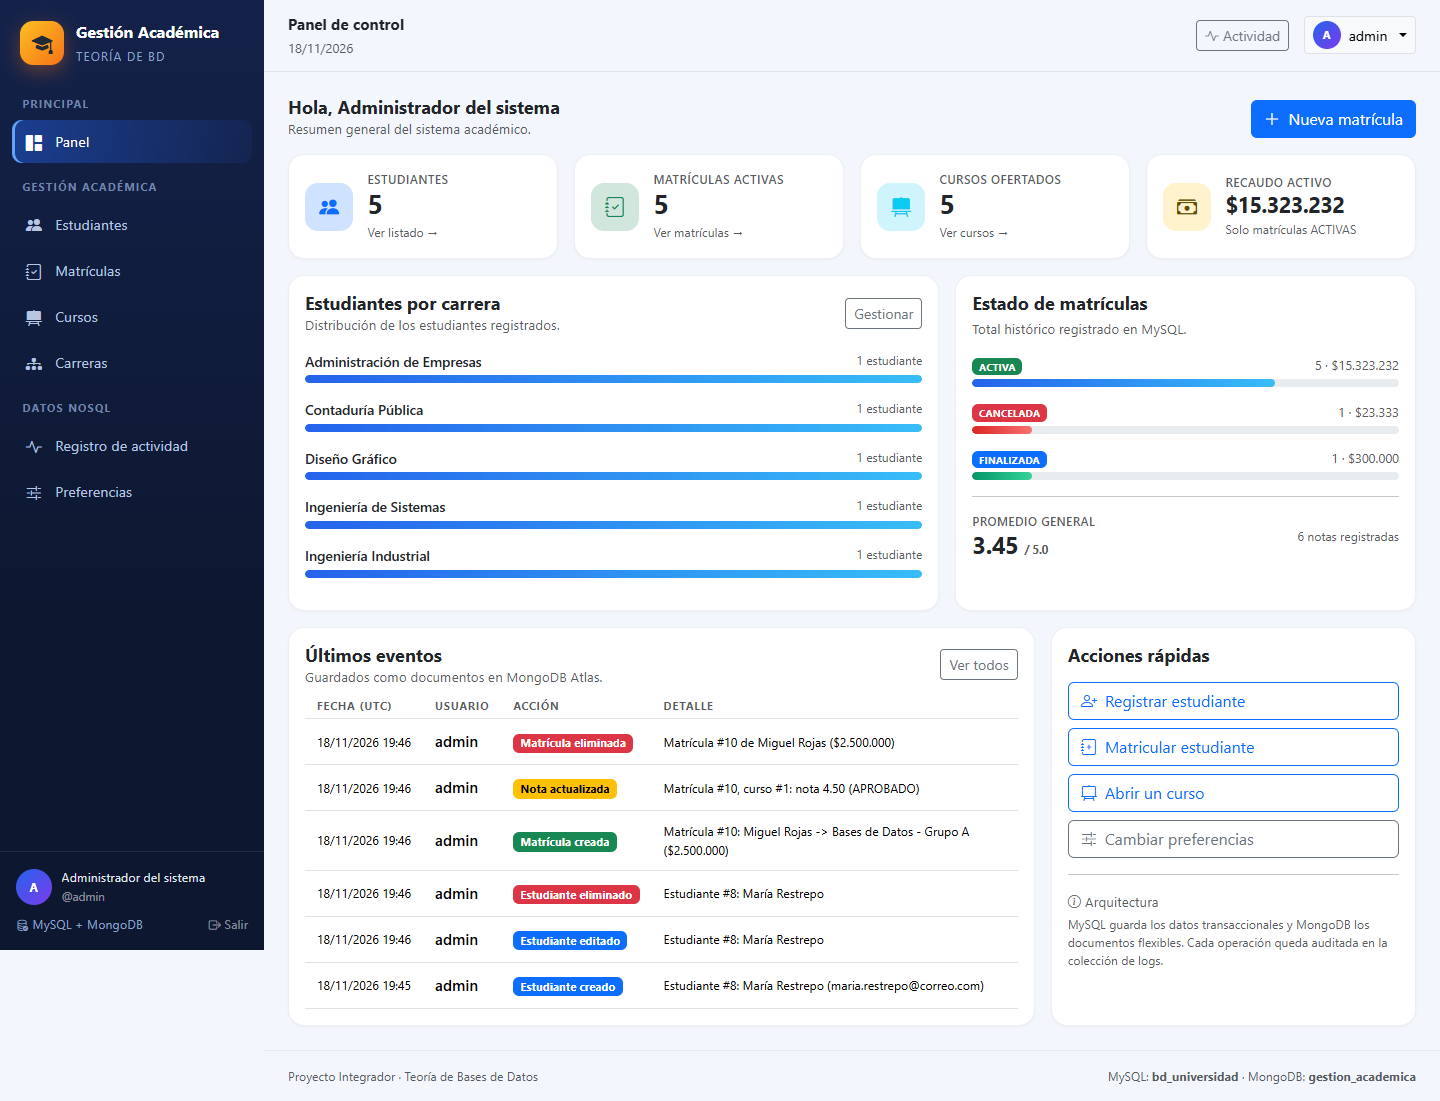 Gestión Académica
TEORÍA DE BD
PRINCIPAL
Panel
GESTIÓN ACADÉMICA
Estudiantes
Matrículas
Cursos
Carreras
DATOS NOSQL
Registro de actividad
Preferencias
A
Administrador del sistema
@admin
MySQL + MongoDB
Salir
Panel de control
18/11/2026
Actividad
A admin
Hola, Administrador del sistema
Resumen general del sistema académico.
Nueva matrícula
ESTUDIANTES
5
Ver listado →
MATRÍCULAS ACTIVAS
5
Ver matrículas →
CURSOS OFERTADOS
5
Ver cursos →
RECAUDO ACTIVO
$15.323.232
Solo matrículas ACTIVAS
Estudiantes por carrera
Distribución de los estudiantes registrados.
Gestionar
Administración de Empresas 1 estudiante
Contaduría Pública 1 estudiante
Diseño Gráfico 1 estudiante
Ingeniería de Sistemas 1 estudiante
Ingeniería Industrial 1 estudiante
Estado de matrículas
Total histórico registrado en MySQL.
ACTIVA 5 · $15.323.232
CANCELADA 1 · $23.333
FINALIZADA 1 · $300.000
PROMEDIO GENERAL
3.45 / 5.0
6 notas registradas
Últimos eventos
Guardados como documentos en MongoDB Atlas.
Ver todos
FECHA (UTC) USUARIO ACCIÓN DETALLE
18/11/2026 19:46 admin Matrícula eliminada Matrícula #10 de Miguel Rojas ($2.500.000)
18/11/2026 19:46 admin Nota actualizada Matrícula #10, curso #1: nota 4.50 (APROBADO)
18/11/2026 19:46 admin Matrícula creada Matrícula #10: Miguel Rojas -> Bases de Datos - Grupo A
($2.500.000)
18/11/2026 19:46 admin Estudiante eliminado Estudiante #8: María Restrepo
18/11/2026 19:46 admin Estudiante editado Estudiante #8: María Restrepo
18/11/2026 19:45 admin Estudiante creado Estudiante #8: María Restrepo (maria.restrepo@correo.com)
Acciones rápidas
Registrar estudiante
Matricular estudiante
Abrir un curso
Cambiar preferencias
Arquitectura
MySQL guarda los datos transaccionales y MongoDB los
documentos flexibles. Cada operación queda auditada en la
colección de logs.
Proyecto Integrador · Teoría de Bases de Datos
MySQL: bd_universidad · MongoDB: gestion_academica